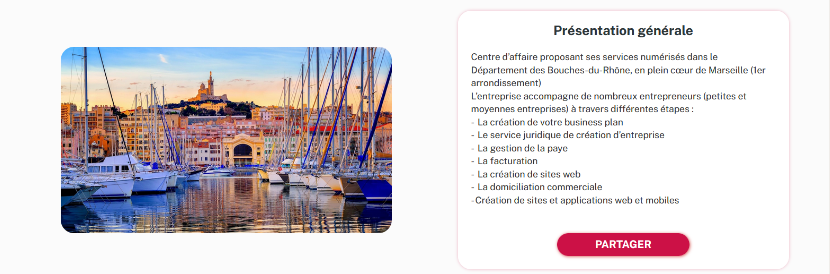 Présentation générale
Centre d'affaire proposant ses services numérisés dans le
Département des Bouches-du-Rhône, en plein cœur de Marseille (1er
arrondissement)
L'entreprise accompagne de nombreux entrepreneurs (petites et
moyennes entreprises) à travers différentes étapes :
- La création de votre business plan
- Le service juridique de création d'entreprise
- La gestion de la paye
- La facturation
- La création de sites web
- La domiciliation commerciale
- Création de sites et applications web et mobiles
PARTAGER